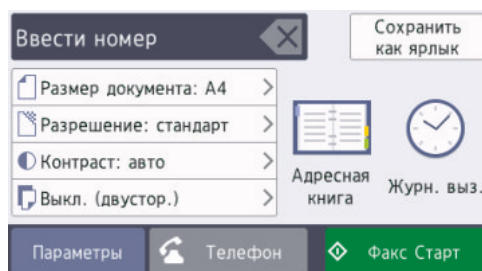 Ввести номер
Сохранить
как ярлык
Размер документа: A4
Разрешение: стандарт
Контраст: авто
Выкл. (двустор.)
Адресная
книга
Журн. выз.
Параметры
Телефон
Факс Старт